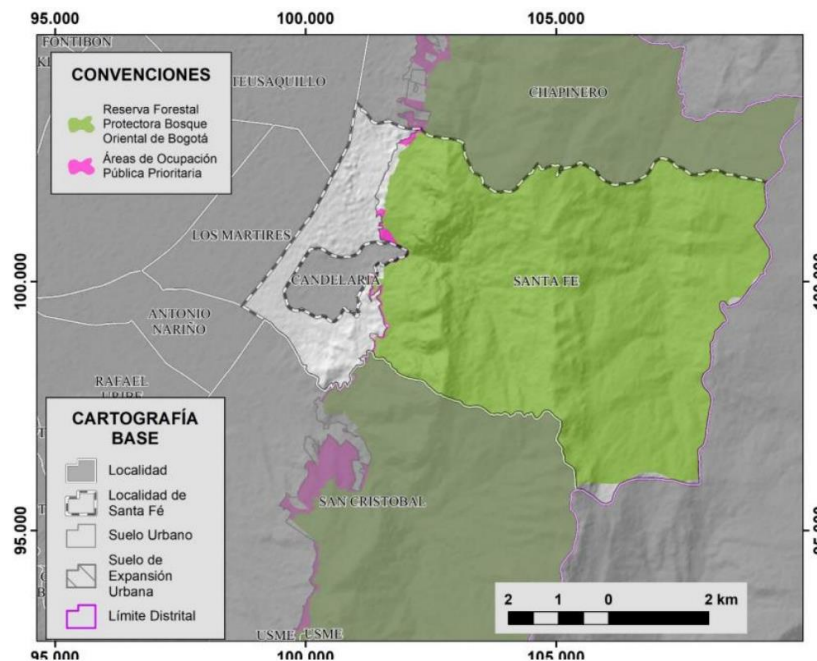 95.000 100.000 105.000
FONTIBON
TEUSAQUILLO
CHAPINERO
CONVENCIONES
Reserva Forestal
Protectora Bosque
Oriental de Bogotá
Áreas de Ocupación
Pública Prioritaria
LOS MARTIRES
100.000
CANDELARIA
SANTA FE
100.000
ANTONIO
NARIÑO
RAFAEL
URIBE
CARTOGRAFÍA
BASE
Localidad
Localidad de
Santa Fé
Suelo Urbano
Suelo de
Expansión
Urbana
Límite Distrital
SAN CRISTOBAL
95.000
2 1 0 2 km
USME USME
95.000 100.000 105.000